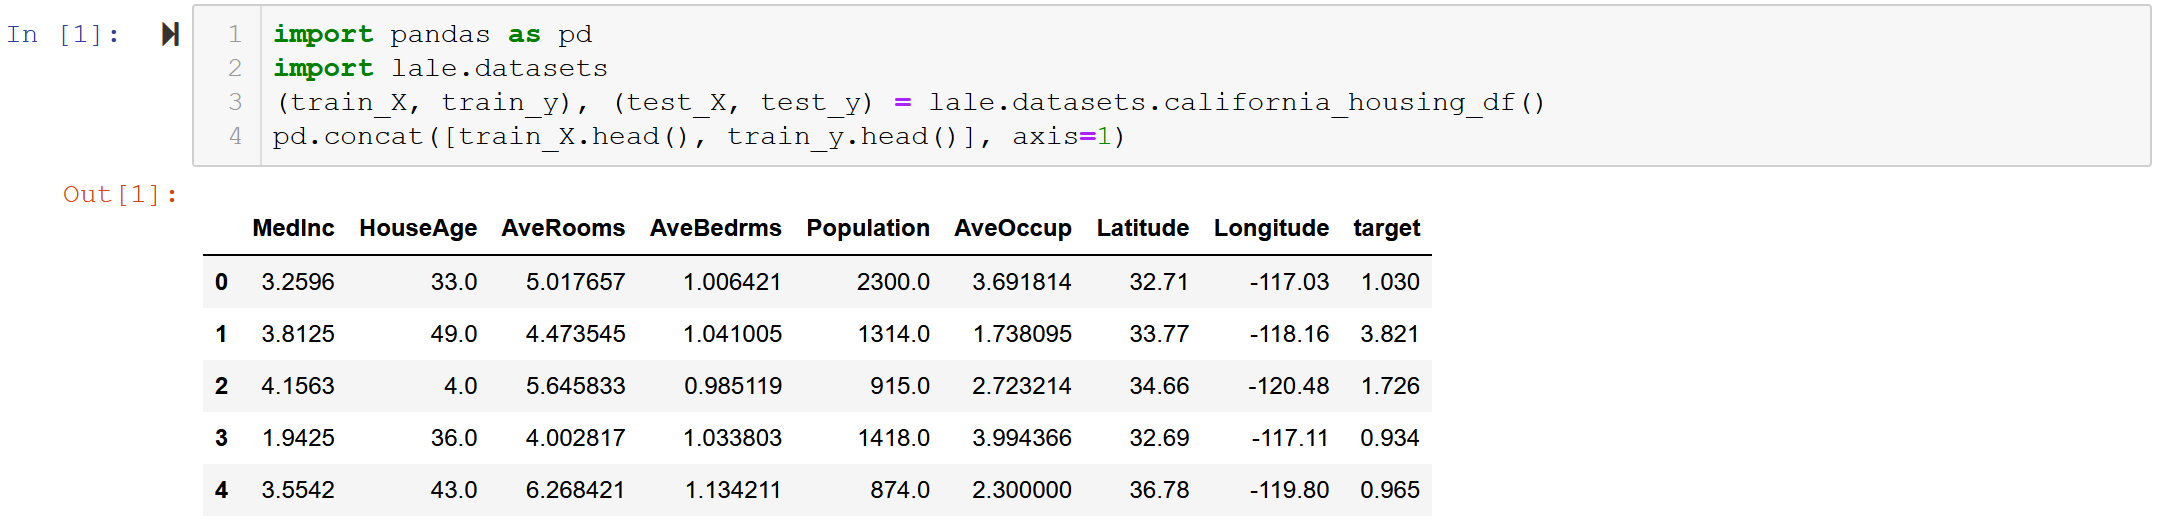 In [1]:
1 import pandas as pd
2 import lale.datasets
3 (train_X, train_y), (test_X, test_y) = lale.datasets.california_housing_df()
4 pd.concat([train_X.head(), train_y.head()], axis=1)
Out[1]:
MedInc HouseAge AveRooms AveBedrms Population AveOccup Latitude Longitude target
0 3.2596 33.0 5.017657 1.006421 2300.0 3.691814 32.71 -117.03 1.030
1 3.8125 49.0 4.473545 1.041005 1314.0 1.738095 33.77 -118.16 3.821
2 4.1563 4.0 5.645833 0.985119 915.0 2.723214 34.66 -120.48 1.726
3 1.9425 36.0 4.002817 1.033803 1418.0 3.994366 32.69 -117.11 0.934
4 3.5542 43.0 6.268421 1.134211 874.0 2.300000 36.78 -119.80 0.965